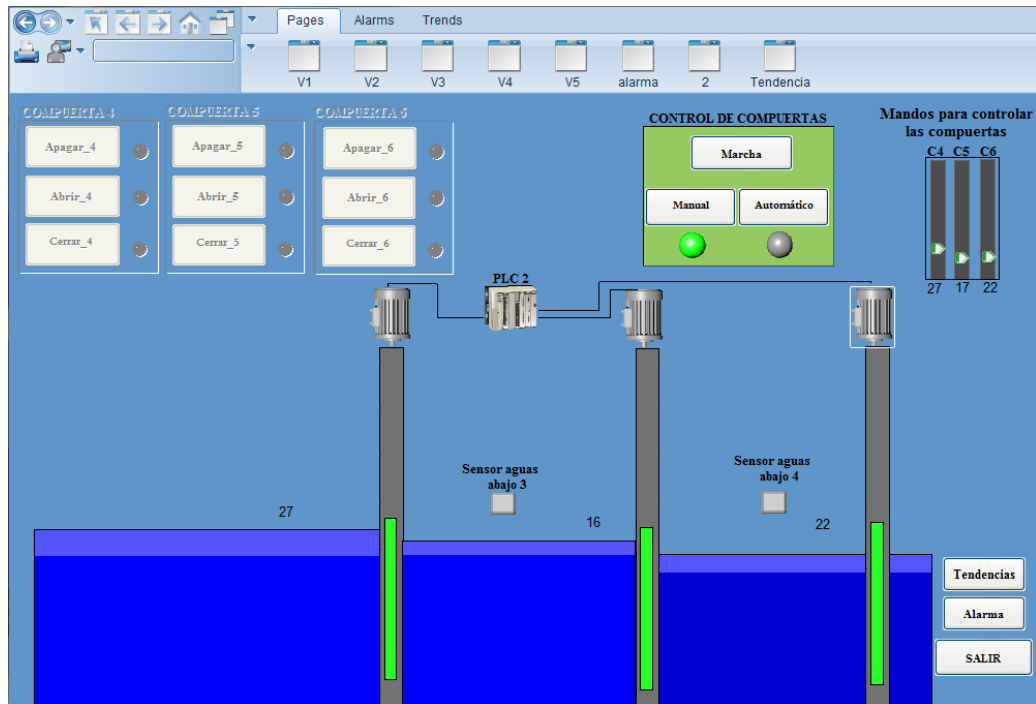 Pages Alarms Trends
V1 V2 V3 V4 V5 alarma 2 Tendencia
COMPUERTA 4 COMPUERTA 5 COMPUERTA 6
Apagar_4 Apagar_5 Apagar_6
Abrir_4 Abrir_5 Abrir_6
Cerrar_4 Cerrar_5 Cerrar_6
CONTROL DE COMPUERTAS
Marcha
Manual Automático
Mandos para controlar
las compuertas
C4 C5 C6
27 17 22
PLC 2
Sensor aguas
abajo 3
Sensor aguas
abajo 4
27 16 22
Tendencias
Alarma
SALIR